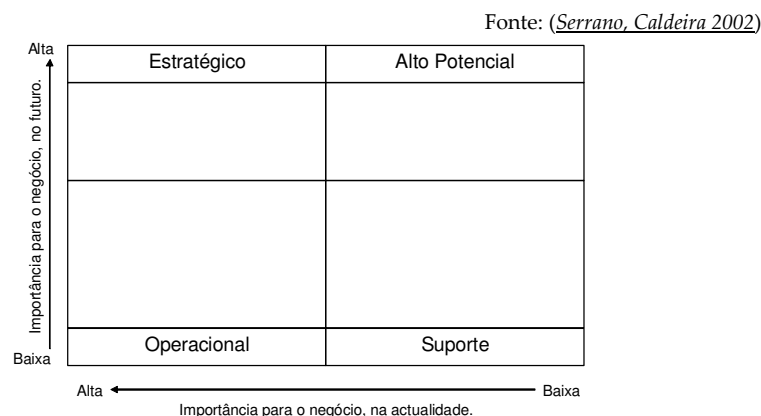 Fonte: (Serrano, Caldeira 2002)
Alta
Estratégico
Alto Potencial
Importância para o negócio, no futuro.
Operacional
Suporte
Baixa
Alta
Baixa
Importância para o negócio, na actualidade.